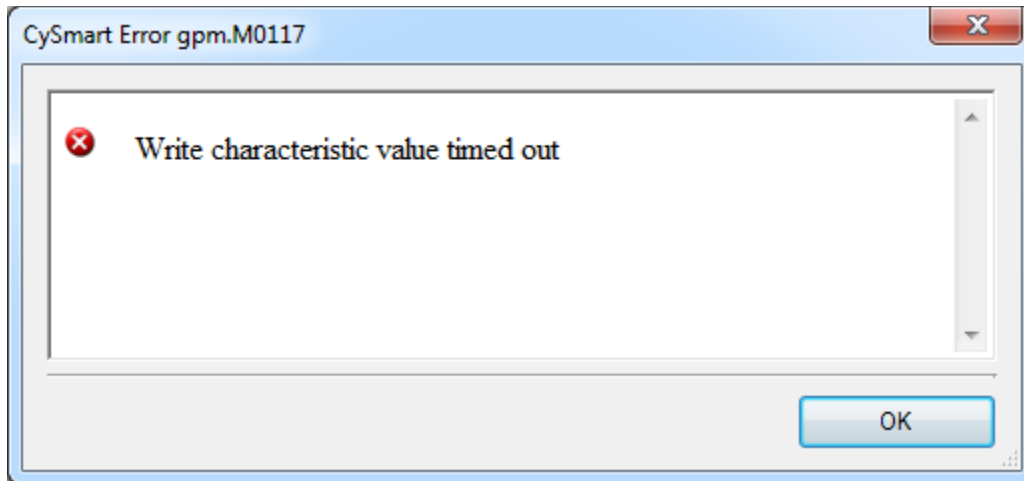 CySmart Error gpm.M0117
Write characteristic value timed out
OK